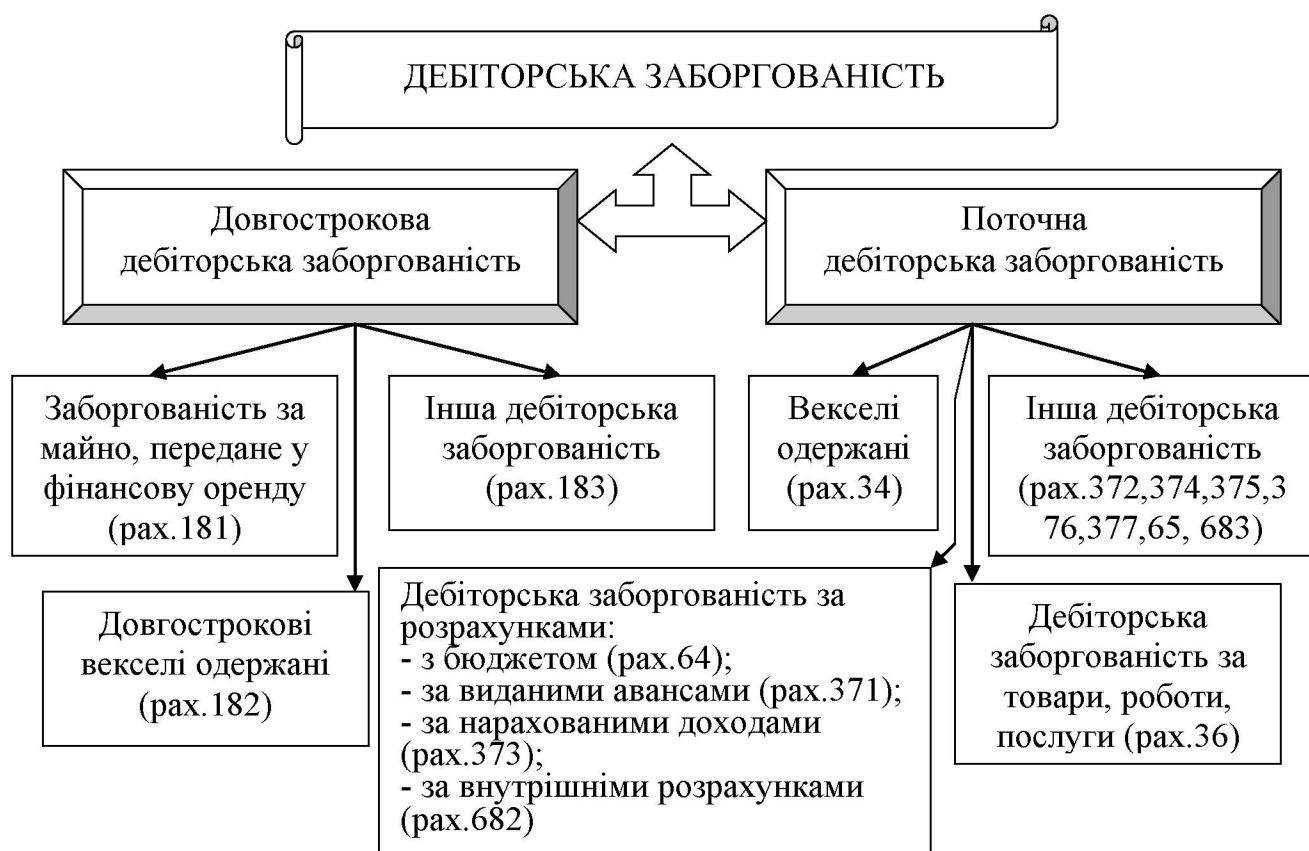 ДЕБІТОРСЬКА ЗАБОРГОВАНІСТЬ
Довгострокова
дебіторська заборгованість
Поточна
дебіторська заборгованість
Заборгованість за
майно, передане у
фінансову оренду
(рах.181)
Інша дебіторська
заборгованість
(рах.183)
Векселі
одержані
(рах.34)
Інша дебіторська
заборгованість
(рах.372,374,375,3
76,377,65, 683)
Довгострокові
векселі одержані
(рах.182)
Дебіторська заборгованість за
розрахунками:
- з бюджетом (рах.64);
- за виданими авансами (рах.371);
- за нарахованими доходами
(рах.373);
- за внутрішніми розрахунками
(рах.682)
Дебіторська
заборгованість за
товари, роботи,
послуги (рах.36)